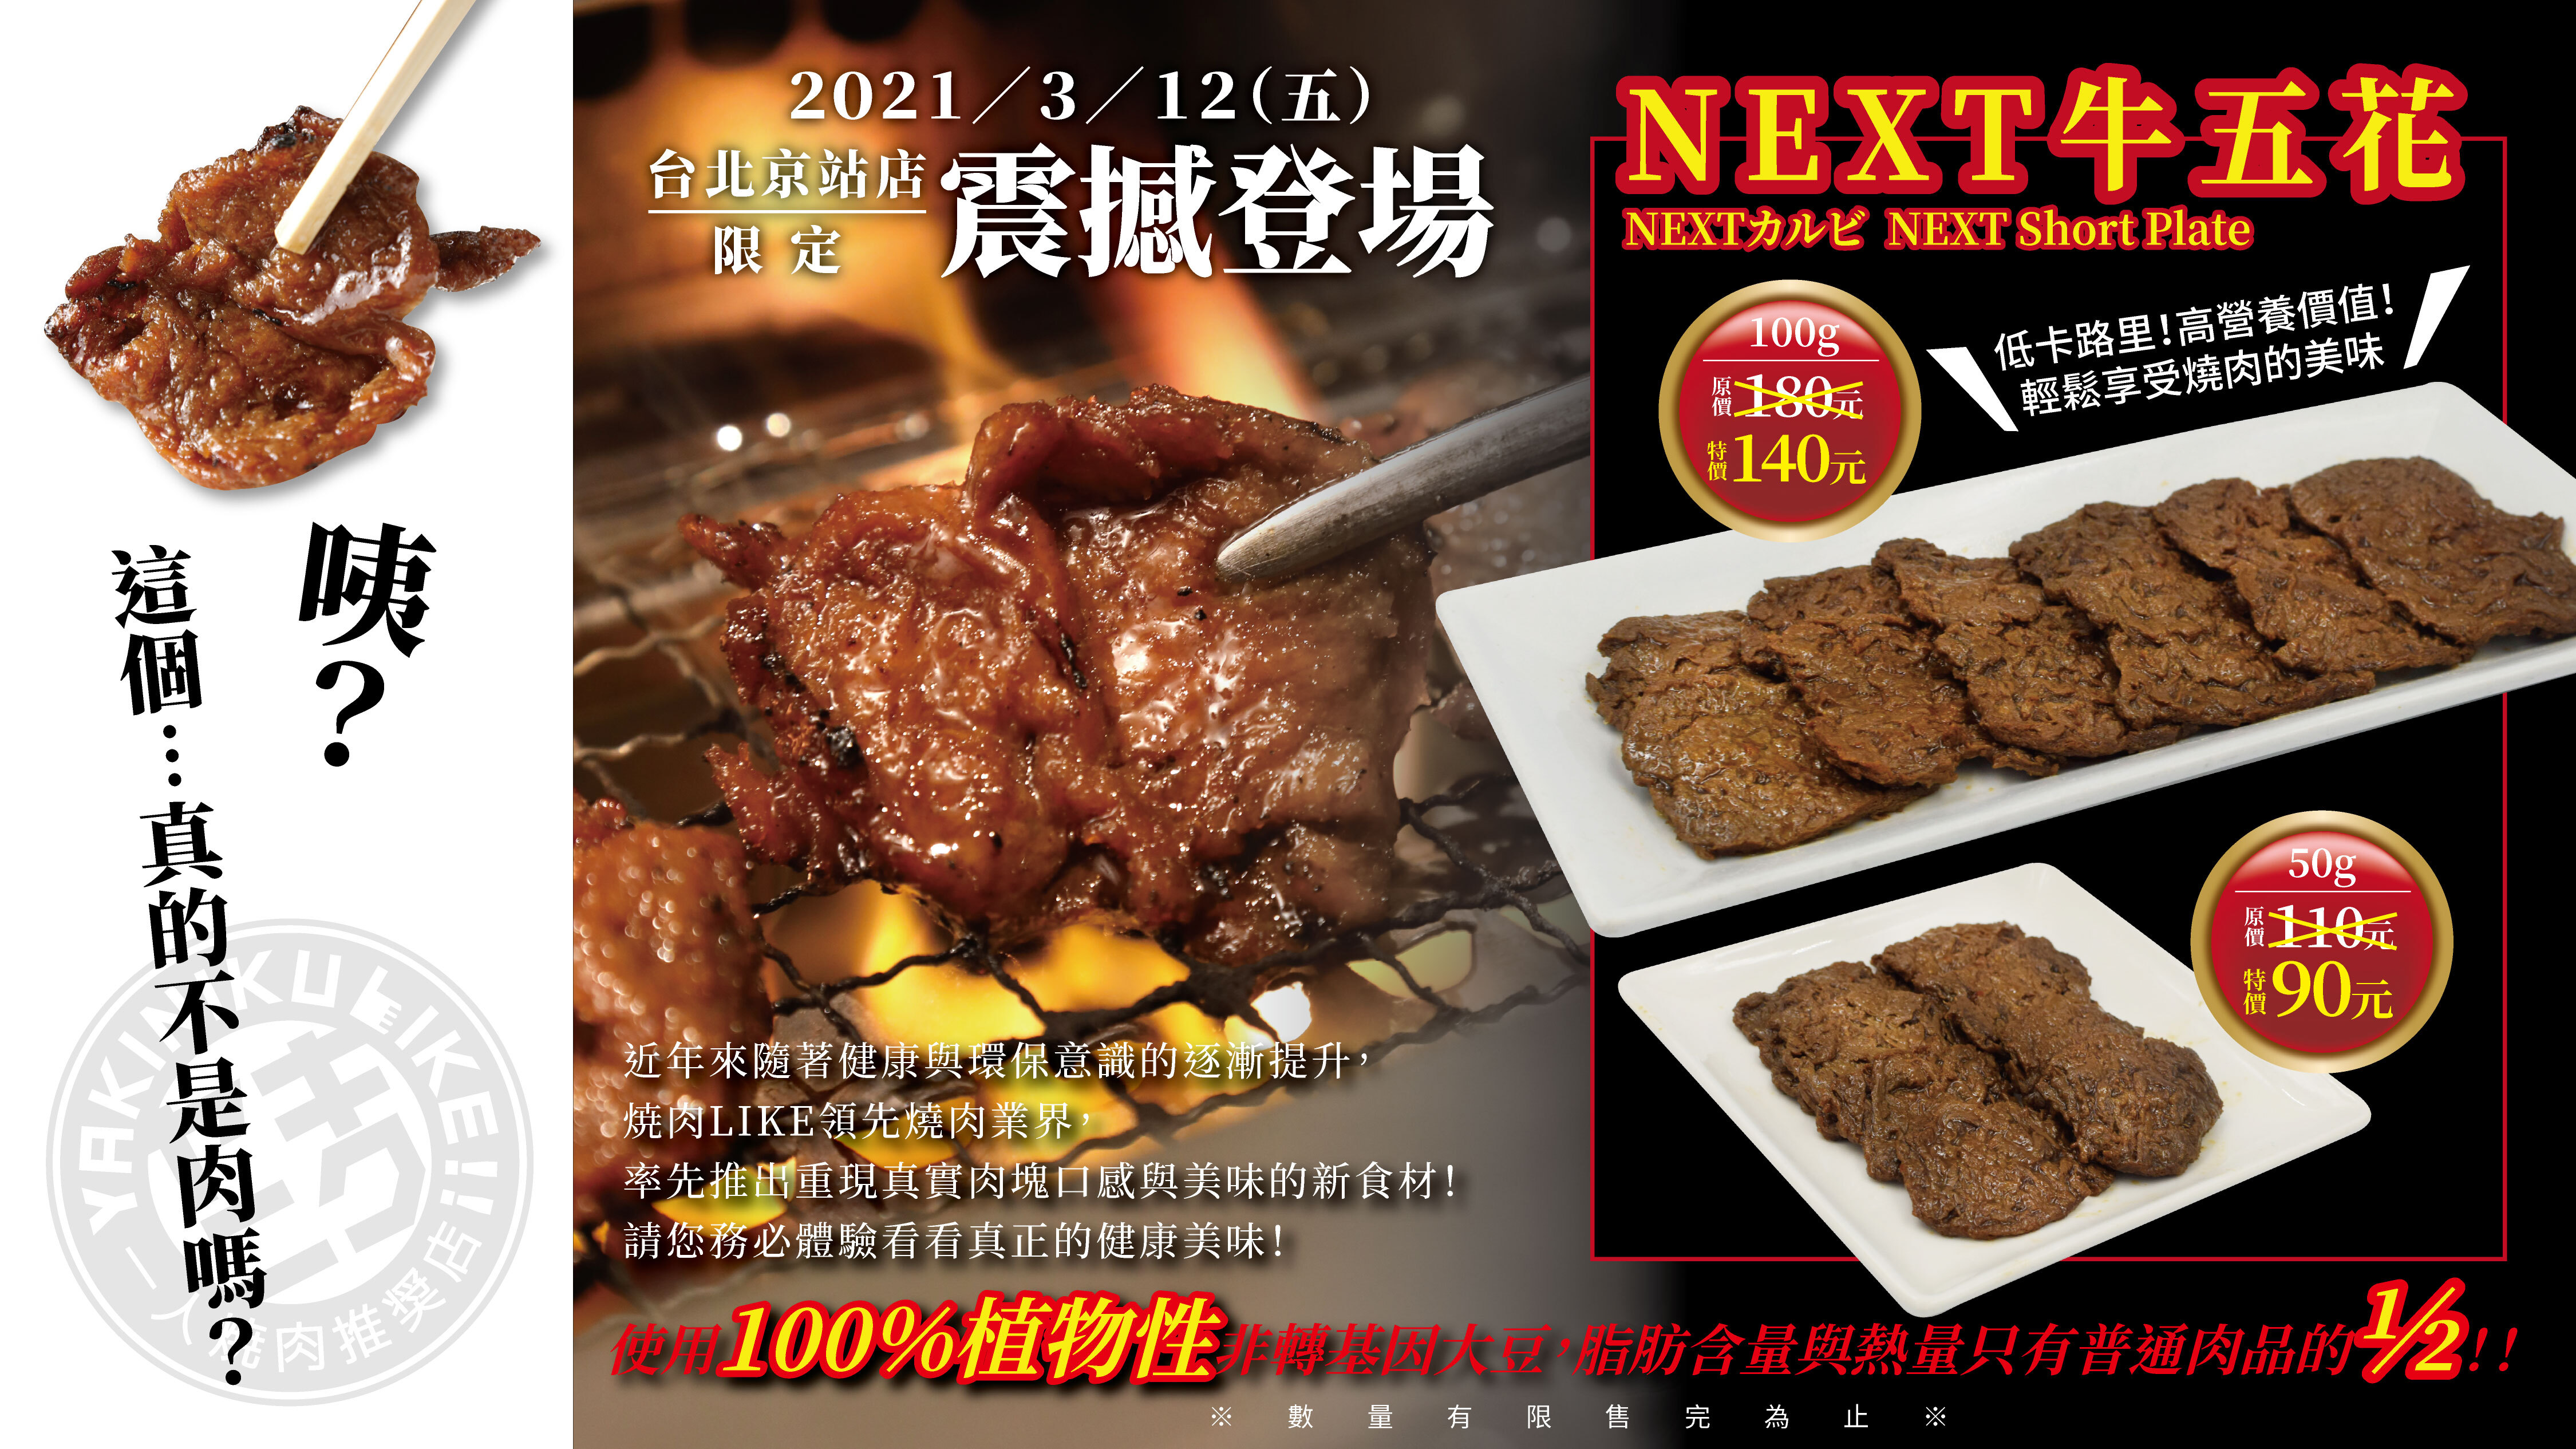 咦？
這個…真的不是肉嗎？
YAKINIKU LIKE!!
一人燒肉推獎店
2021／3／12（五）
台北京站店
限定
震撼登場
近年來隨著健康與環保意識的逐漸提升，
燒肉LIKE領先燒肉業界，
率先推出重現真實肉塊口感與美味的新食材！
請您務必體驗看看真正的健康美味！
NEXT牛五花
NEXTカルビ NEXT Short Plate
低卡路里！高營養價值！
輕鬆享受燒肉的美味
100g
原價180元
特價140元
50g
原價110元
特價90元
使用100%植物性非轉基因大豆，脂肪含量與熱量只有普通肉品的½！！
※數量有限售完為止※